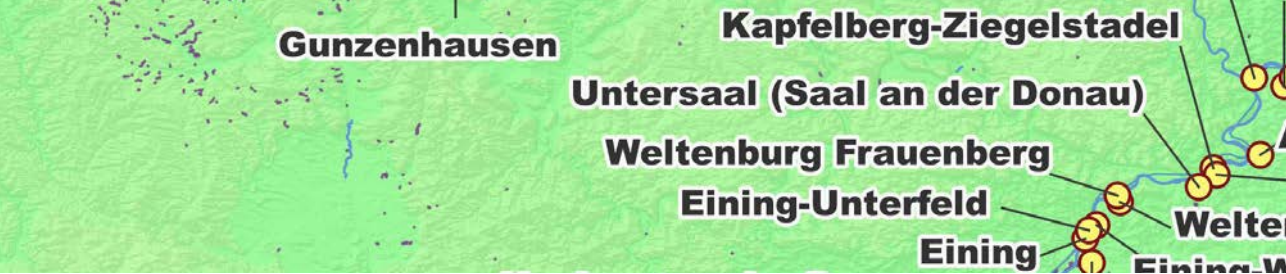 Kapfelberg-Ziegelstadel
Gunzenhausen
Untersaal (Saal an der Donau)
Weltenburg Frauenberg
Eining-Unterfeld
Eining